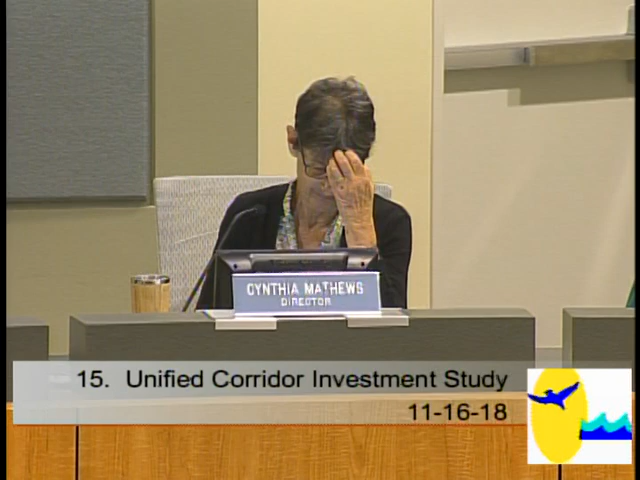 CYNTHIA MATHEWS
DIRECTOR
15. Unified Corridor Investment Study
11-16-18